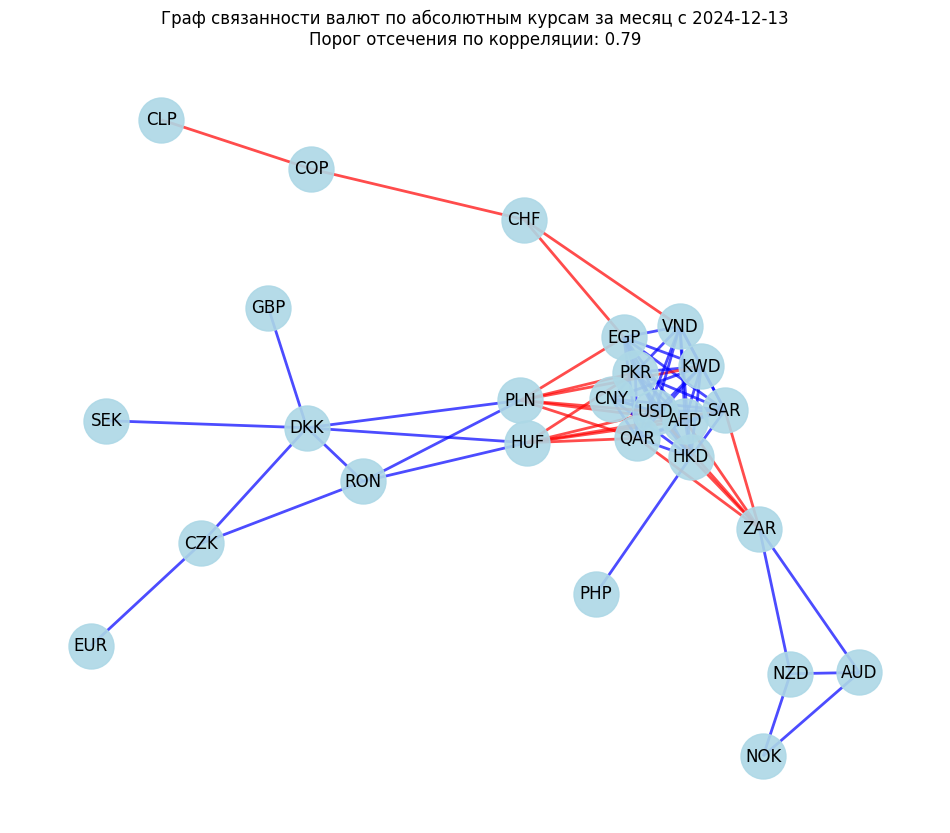 Граф связанности валют по абсолютным курсам за месяц с 2024-12-13
Порог отсечения по корреляции: 0.79
CLP
COP
CHF
GBP
VND
EGP
KWD
PKR
CNY
PLN
USD
SAR
AED
SEK
DKK
HUF
QAR
HKD
RON
ZAR
CZK
PHP
EUR
NZD
AUD
NOK